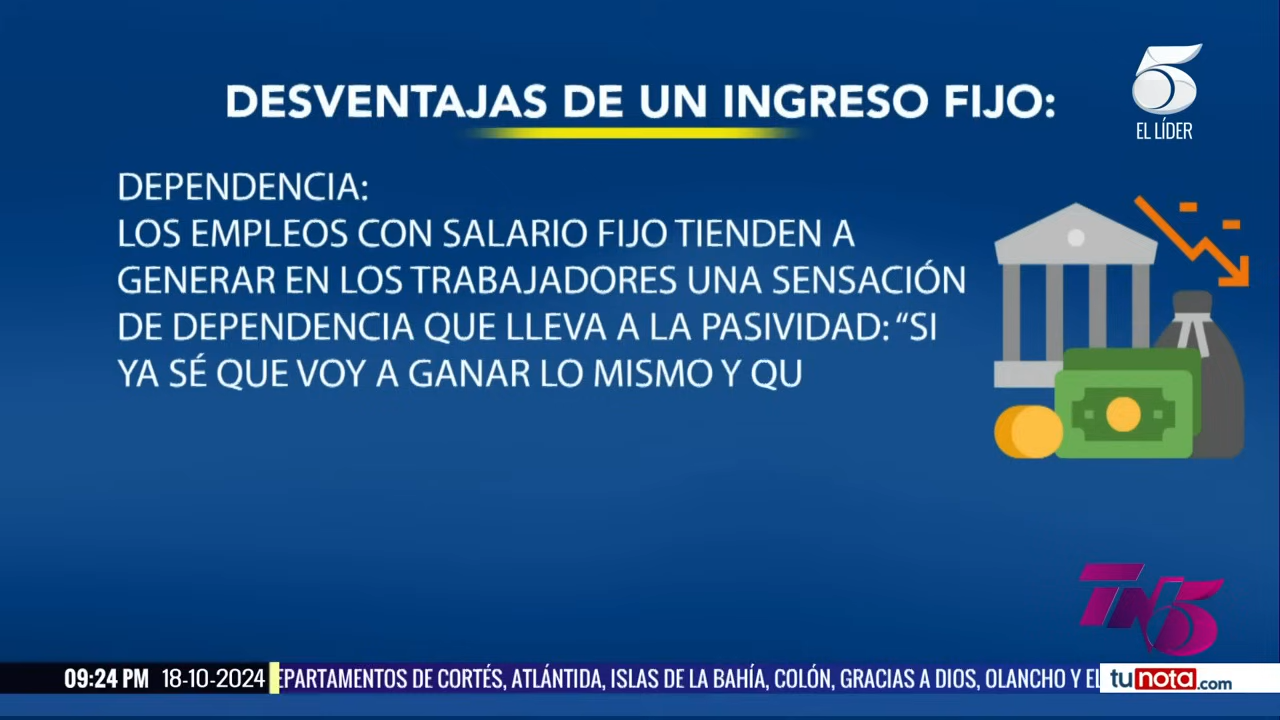 DESVENTAJAS DE UN INGRESO FIJO:
5
EL LÍDER
DEPENDENCIA:
LOS EMPLEOS CON SALARIO FIJO TIENDEN A
GENERAR EN LOS TRABAJADORES UNA SENSACIÓN
DE DEPENDENCIA QUE LLEVA A LA PASIVIDAD: “SI
YA SÉ QUE VOY A GANAR LO MISMO Y QU
TN5
09:24 PM 18-10-2024 EPARTAMENTOS DE CORTÉS, ATLÁNTIDA, ISLAS DE LA BAHÍA, COLÓN, GRACIAS A DIOS, OLANCHO Y EL tunota.com